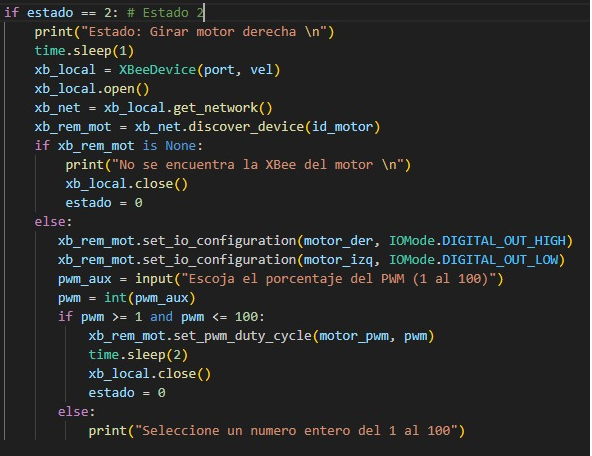 if estado == 2: # Estado 2
    print("Estado: Girar motor derecha \n")
    time.sleep(1)
    xb_local = XBeeDevice(port, vel)
    xb_local.open()
    xb_net = xb_local.get_network()
    xb_rem_mot = xb_net.discover_device(id_motor)
    if xb_rem_mot is None:
        print("No se encuentra la XBee del motor \n")
        xb_local.close()
        estado = 0
    else:
       xb_rem_mot.set_io_configuration(motor_der, IOMode.DIGITAL_OUT_HIGH)
       xb_rem_mot.set_io_configuration(motor_izq, IOMode.DIGITAL_OUT_LOW)
       pwm_aux = input("Escoja el porcentaje del PWM (1 al 100)")
       pwm = int(pwm_aux)
       if pwm >= 1 and pwm <= 100:
           xb_rem_mot.set_pwm_duty_cycle(motor_pwm, pwm)
           time.sleep(2)
           xb_local.close()
           estado = 0
       else:
           print("Seleccione un numero entero del 1 al 100")